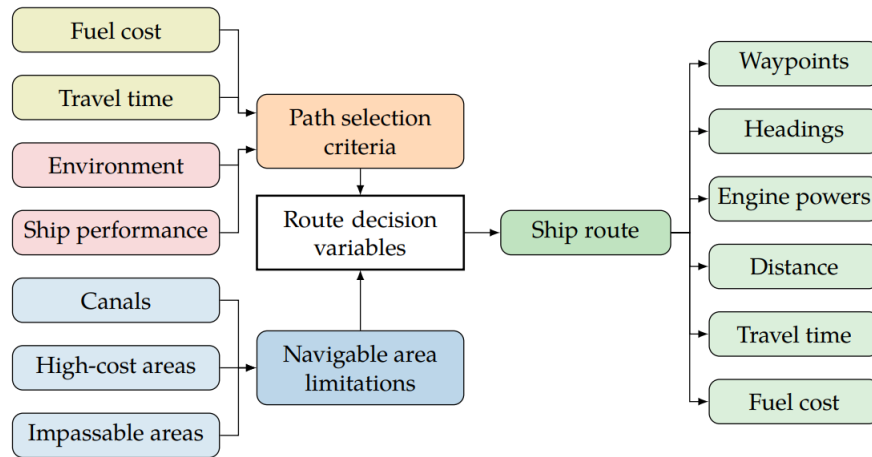 Fuel cost
Travel time
Environment
Ship performance
Canals
High-cost areas
Impassable areas
Path selection
criteria
Route decision
variables
Navigable area
limitations
Ship route
Waypoints
Headings
Engine powers
Distance
Travel time
Fuel cost